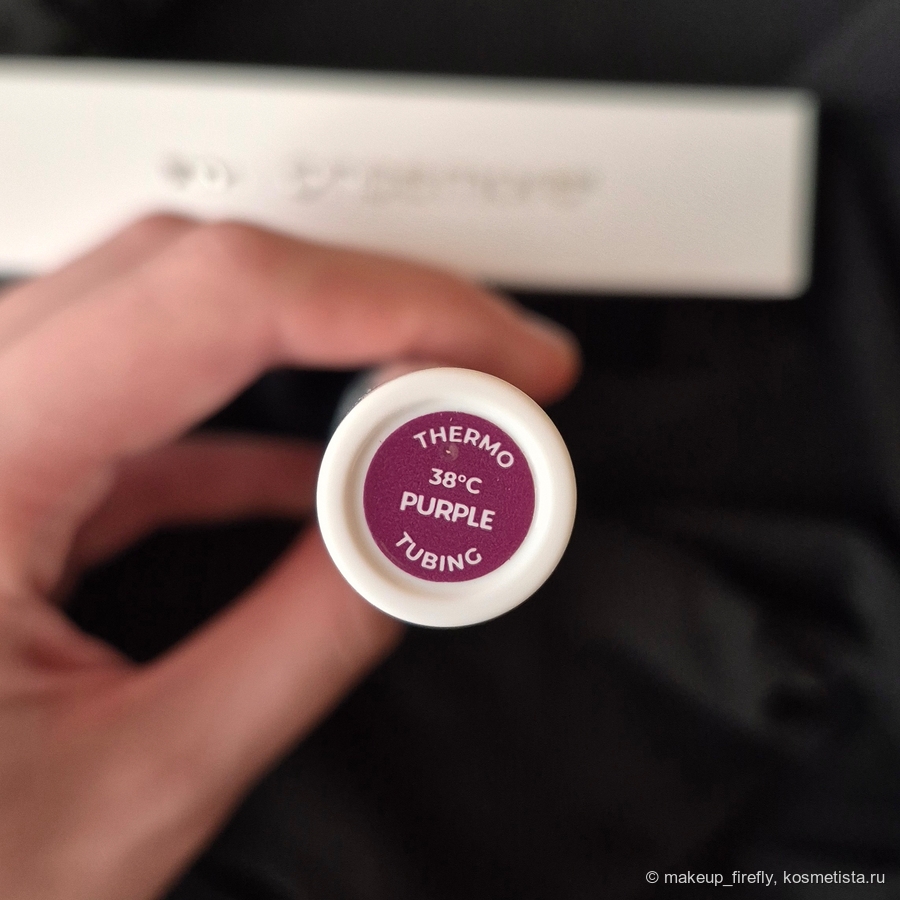 THERMO
38°C
PURPLE
TUBING
© makeup_firefly, kosmetista.ru